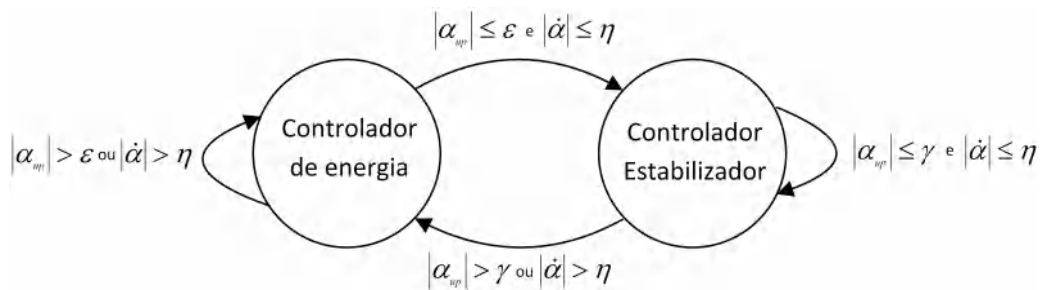 |α_up| ≤ ε e |α̇| ≤ η
Controlador
de energia
Controlador
Estabilizador
|α_up| > ε ou |α̇| > η
|α_up| ≤ γ e |α̇| ≤ η
|α_up| > γ ou |α̇| > η